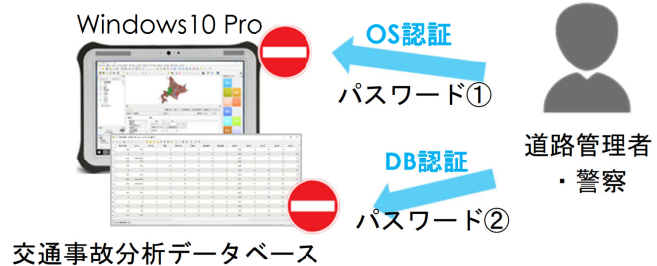 Windows10 Pro
OS認証
パスワード①
道路管理者
・警察
DB認証
パスワード②
交通事故分析データベース